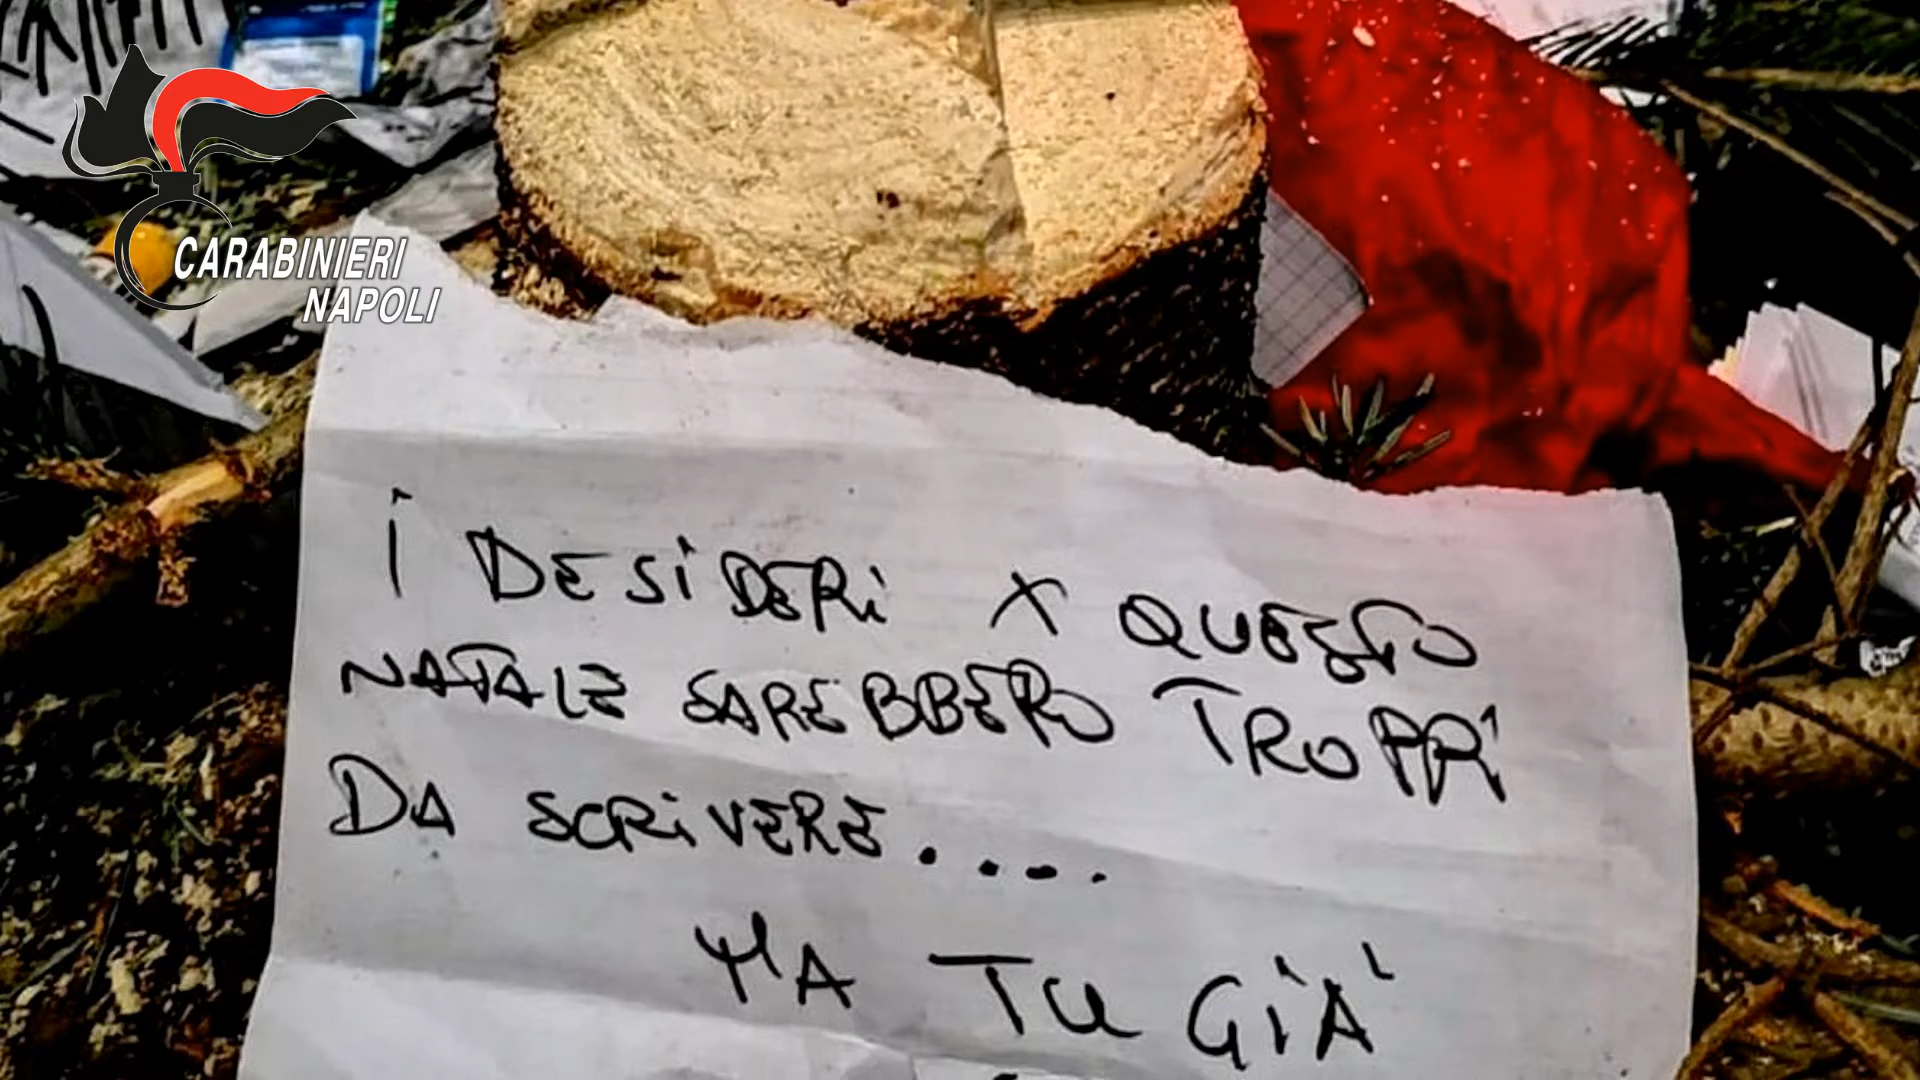 CARABINIERI
NAPOLI
I DESIDERI X QUESTO
NATALE SAREBBERO TROPPI
DA SCRIVERE....
MA TU GIÀ